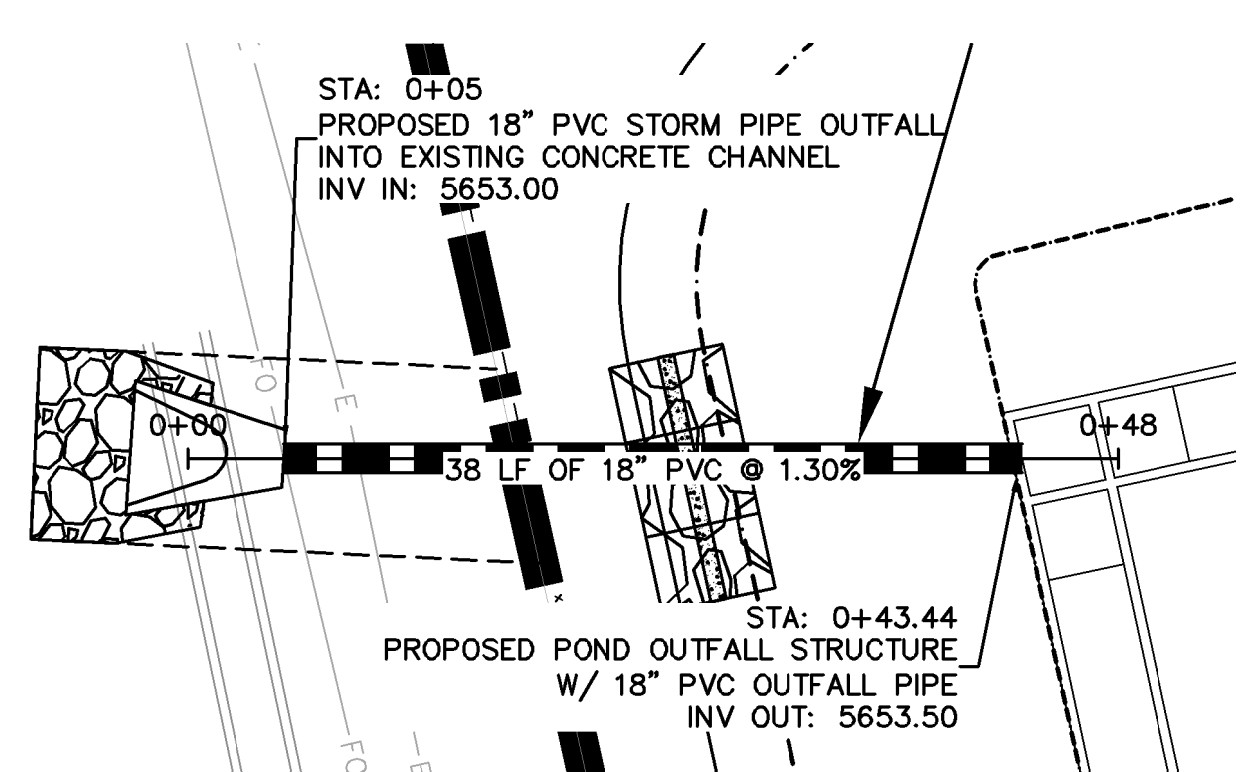 STA: 0+05
PROPOSED 18" PVC STORM PIPE OUTFALL
INTO EXISTING CONCRETE CHANNEL
INV IN: 5653.00
FO
E
0+00
0+48
38 LF OF 18" PVC @ 1.30%
STA: 0+43.44
PROPOSED POND OUTFALL STRUCTURE
W/ 18" PVC OUTFALL PIPE
INV OUT: 5653.50
FO
E